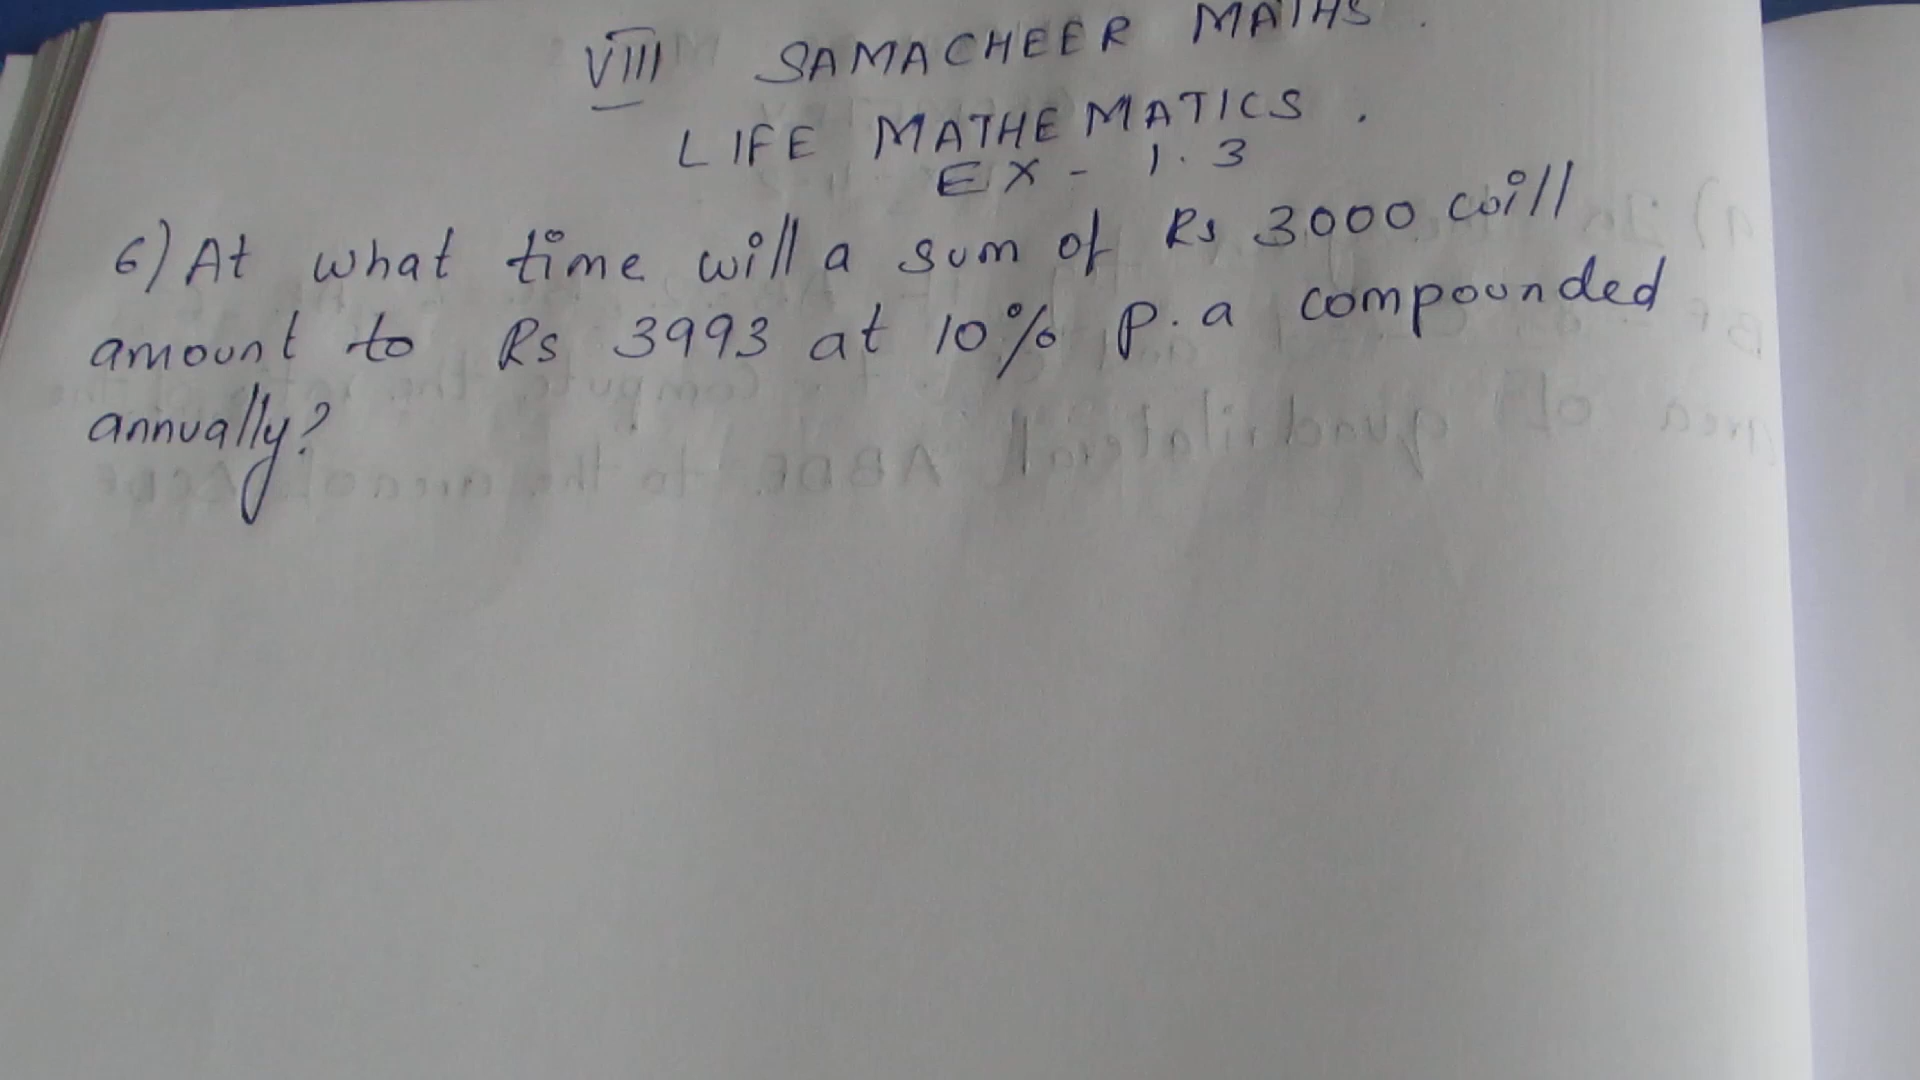 VIII SAMACHEER MATHS.
LIFE MATHEMATICS.
EX - 1.3
6) At what time will a sum of Rs 3000 will
amount to Rs 3993 at 10% p.a compounded
annually?